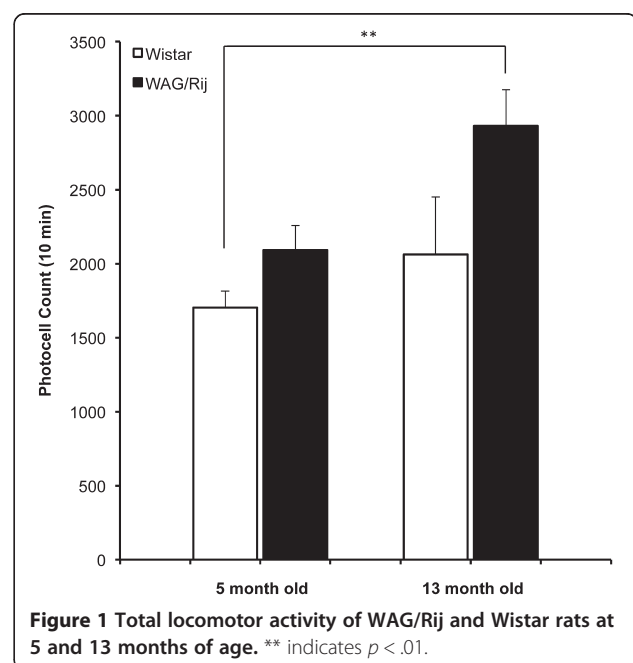 3500
**
Wistar
WAG/Rij
3000
2500
2000
1500
1000
500
0
Photocell Count (10 min)
5 month old 13 month old
Figure 1 Total locomotor activity of WAG/Rij and Wistar rats at
5 and 13 months of age. ** indicates p < .01.